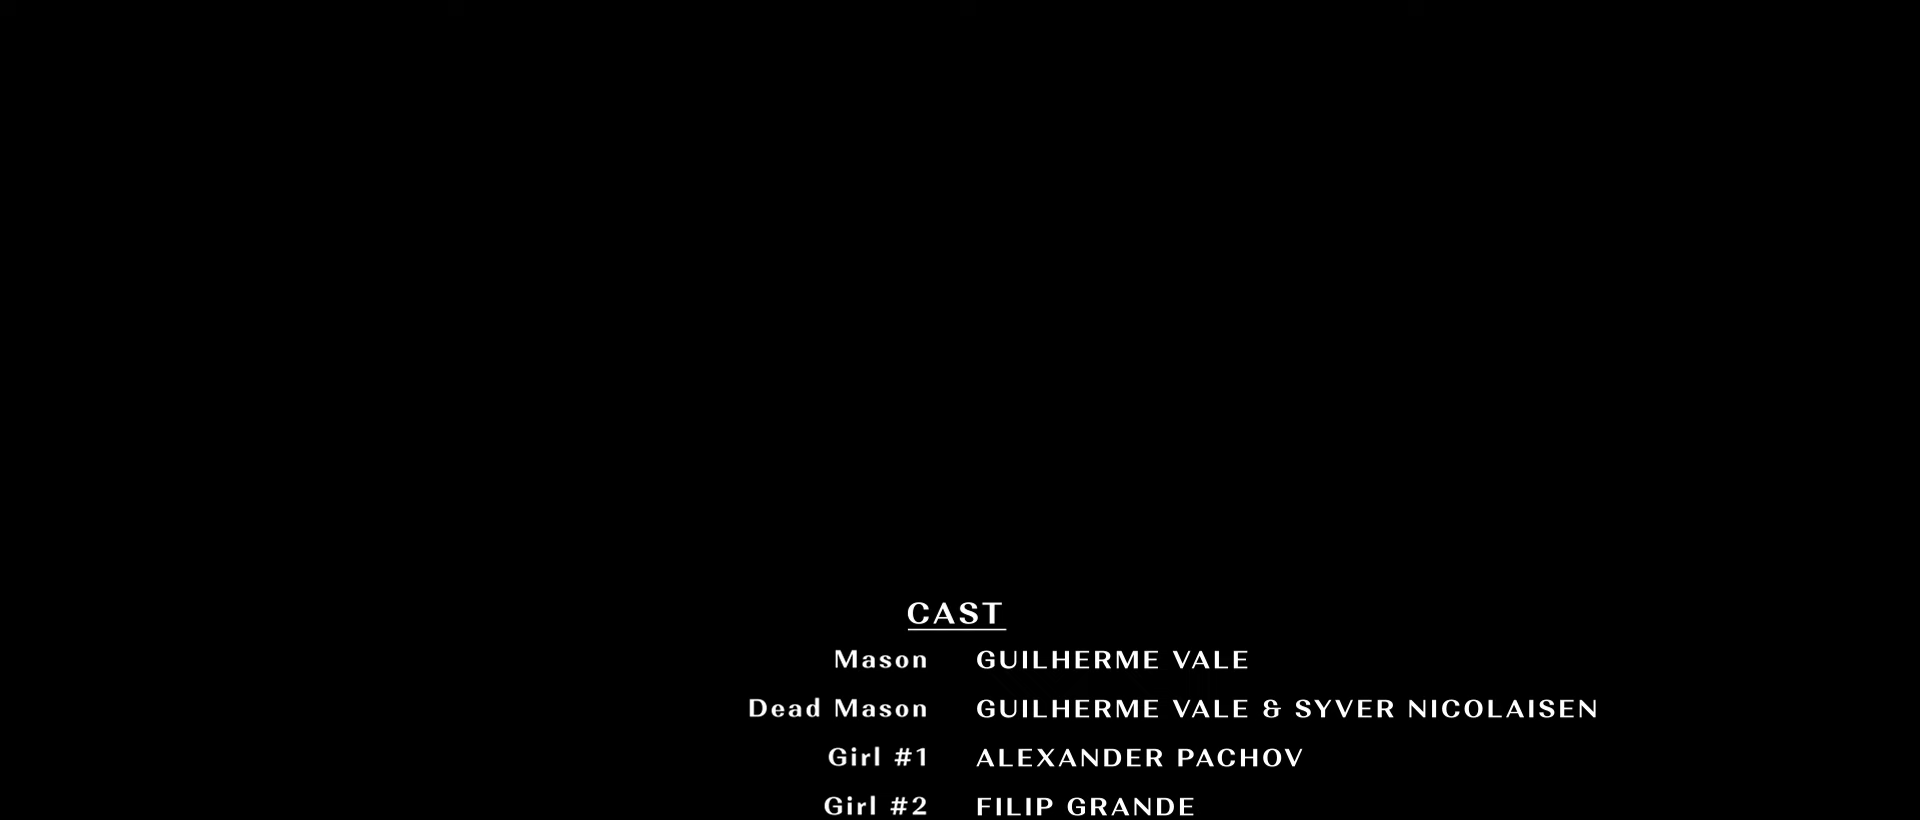 CAST
Mason GUILHERME VALE
Dead Mason GUILHERME VALE & SYVER NICOLAISEN
Girl #1 ALEXANDER PACHOV
Girl #2 FILIP GRANDE